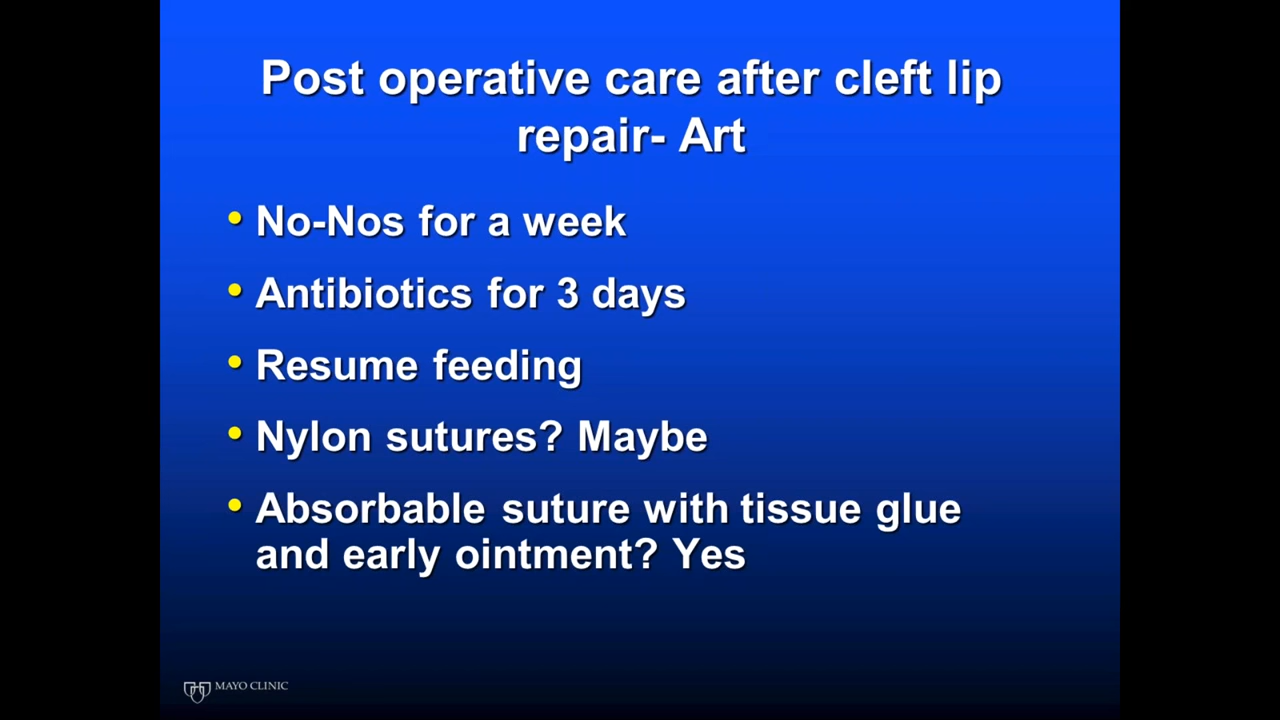 Post operative care after cleft lip
repair- Art
• No-Nos for a week
• Antibiotics for 3 days
• Resume feeding
• Nylon sutures? Maybe
• Absorbable suture with tissue glue
and early ointment? Yes
MAYO CLINIC